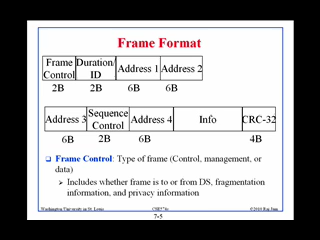 Frame Format
Frame Control Duration/ ID Address 1 Address 2
2B 2B 6B 6B
Address 3 Sequence Control Address 4 Info CRC-32
6B 2B 6B 4B
Frame Control: Type of frame (Control, management, or
data)
Includes whether frame is to or from DS, fragmentation
information, and privacy information
Washington University in St. Louis CSE574s ©2010 Raj Jain
7-5